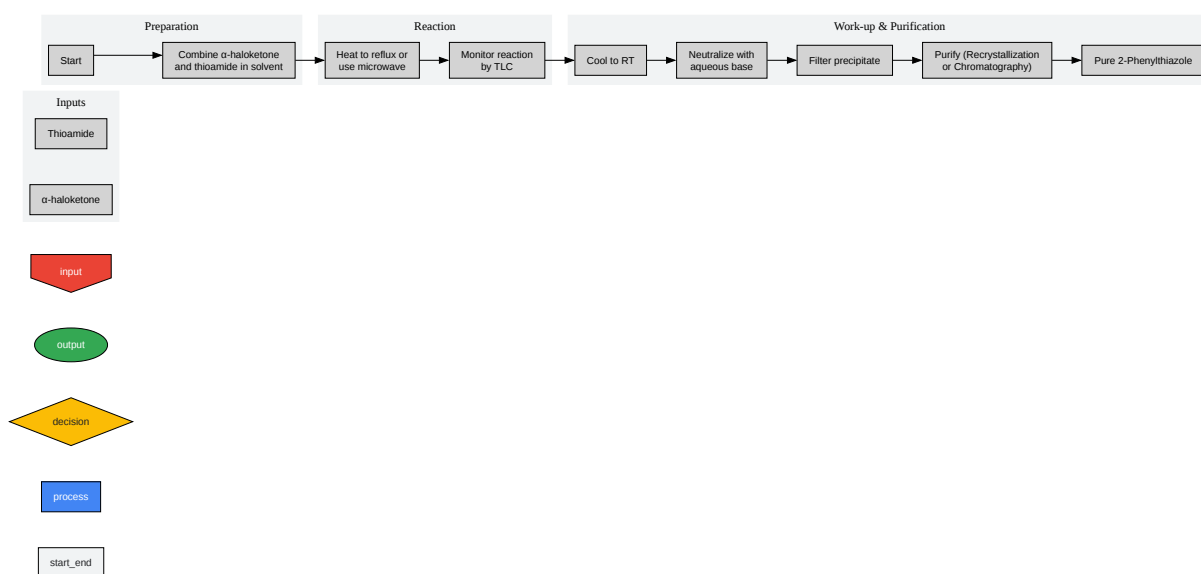 Preparation
Reaction
Work-up & Purification
Start
Combine α-haloketone
and thioamide in solvent
Heat to reflux or
use microwave
Monitor reaction
by TLC
Cool to RT
Neutralize with
aqueous base
Filter precipitate
Purify (Recrystallization
or Chromatography)
Pure 2-Phenylthiazole
Inputs
Thioamide
α-haloketone
input
output
decision
process
start_end